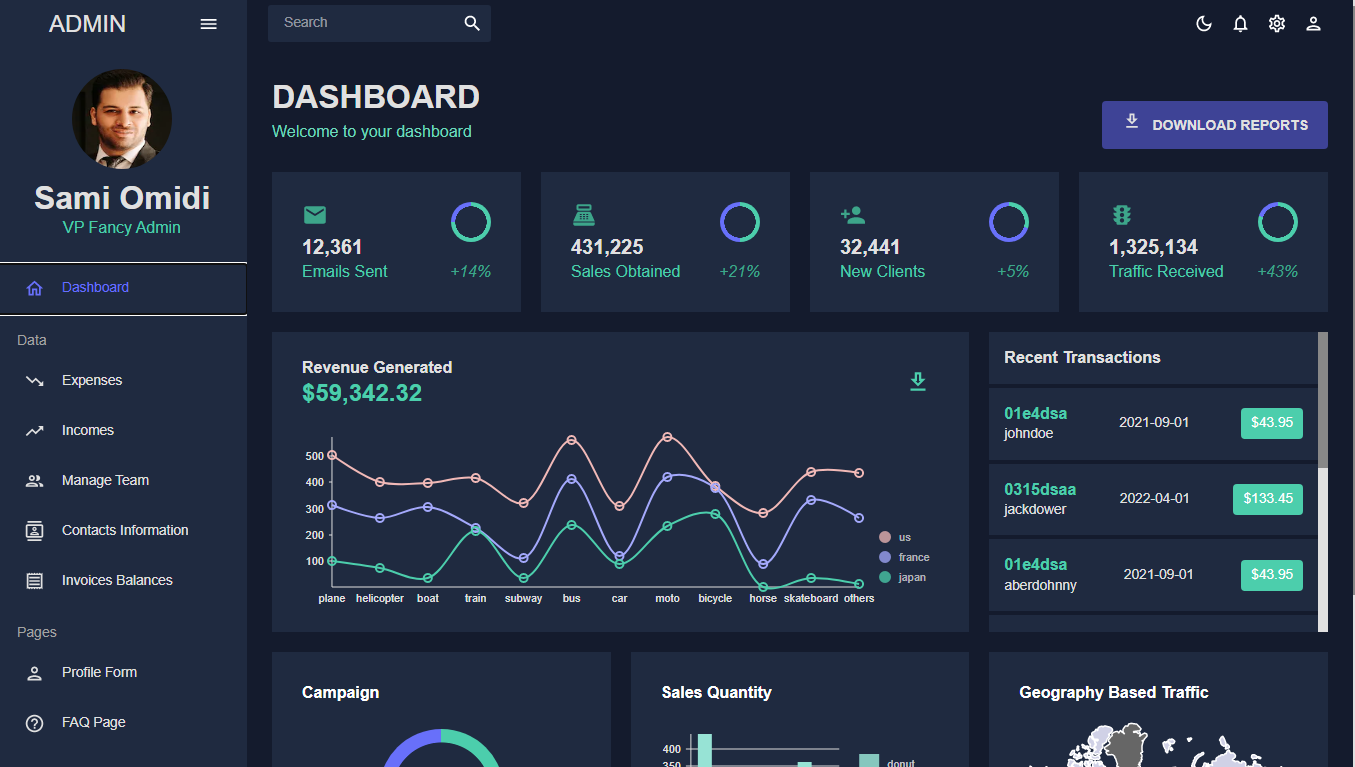 ADMIN
Search
Sami Omidi
VP Fancy Admin
Dashboard
Data
Expenses
Incomes
Manage Team
Contacts Information
Invoices Balances
Pages
Profile Form
FAQ Page
DASHBOARD
Welcome to your dashboard
DOWNLOAD REPORTS
12,361
Emails Sent
+14%
431,225
Sales Obtained
+21%
32,441
New Clients
+5%
1,325,134
Traffic Received
+43%
Revenue Generated
$59,342.32
500
400
300
200
100
plane helicopter boat train subway bus car moto bicycle horse skateboard others
us
france
japan
Recent Transactions
01e4dsa
johndoe
2021-09-01
$43.95
0315dsaa
jackdower
2022-04-01
$133.45
01e4dsa
aberdohnny
2021-09-01
$43.95
Campaign
Sales Quantity
400
350
donut
Geography Based Traffic